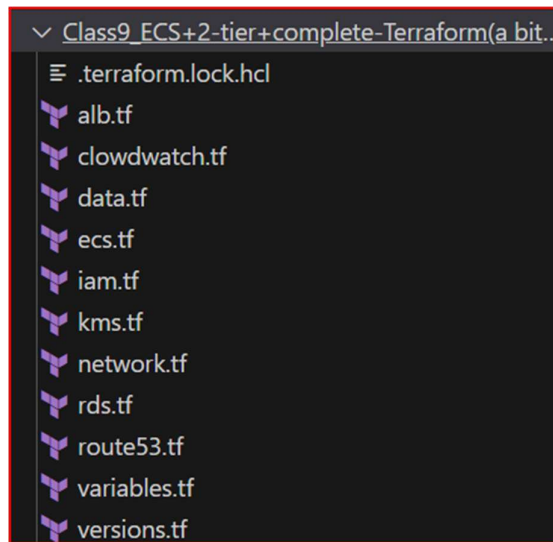 Class9_ECS+2-tier+complete-Terraform(a bit...
.terraform.lock.hcl
alb.tf
clowdwatch.tf
data.tf
ecs.tf
iam.tf
kms.tf
network.tf
rds.tf
route53.tf
variables.tf
versions.tf